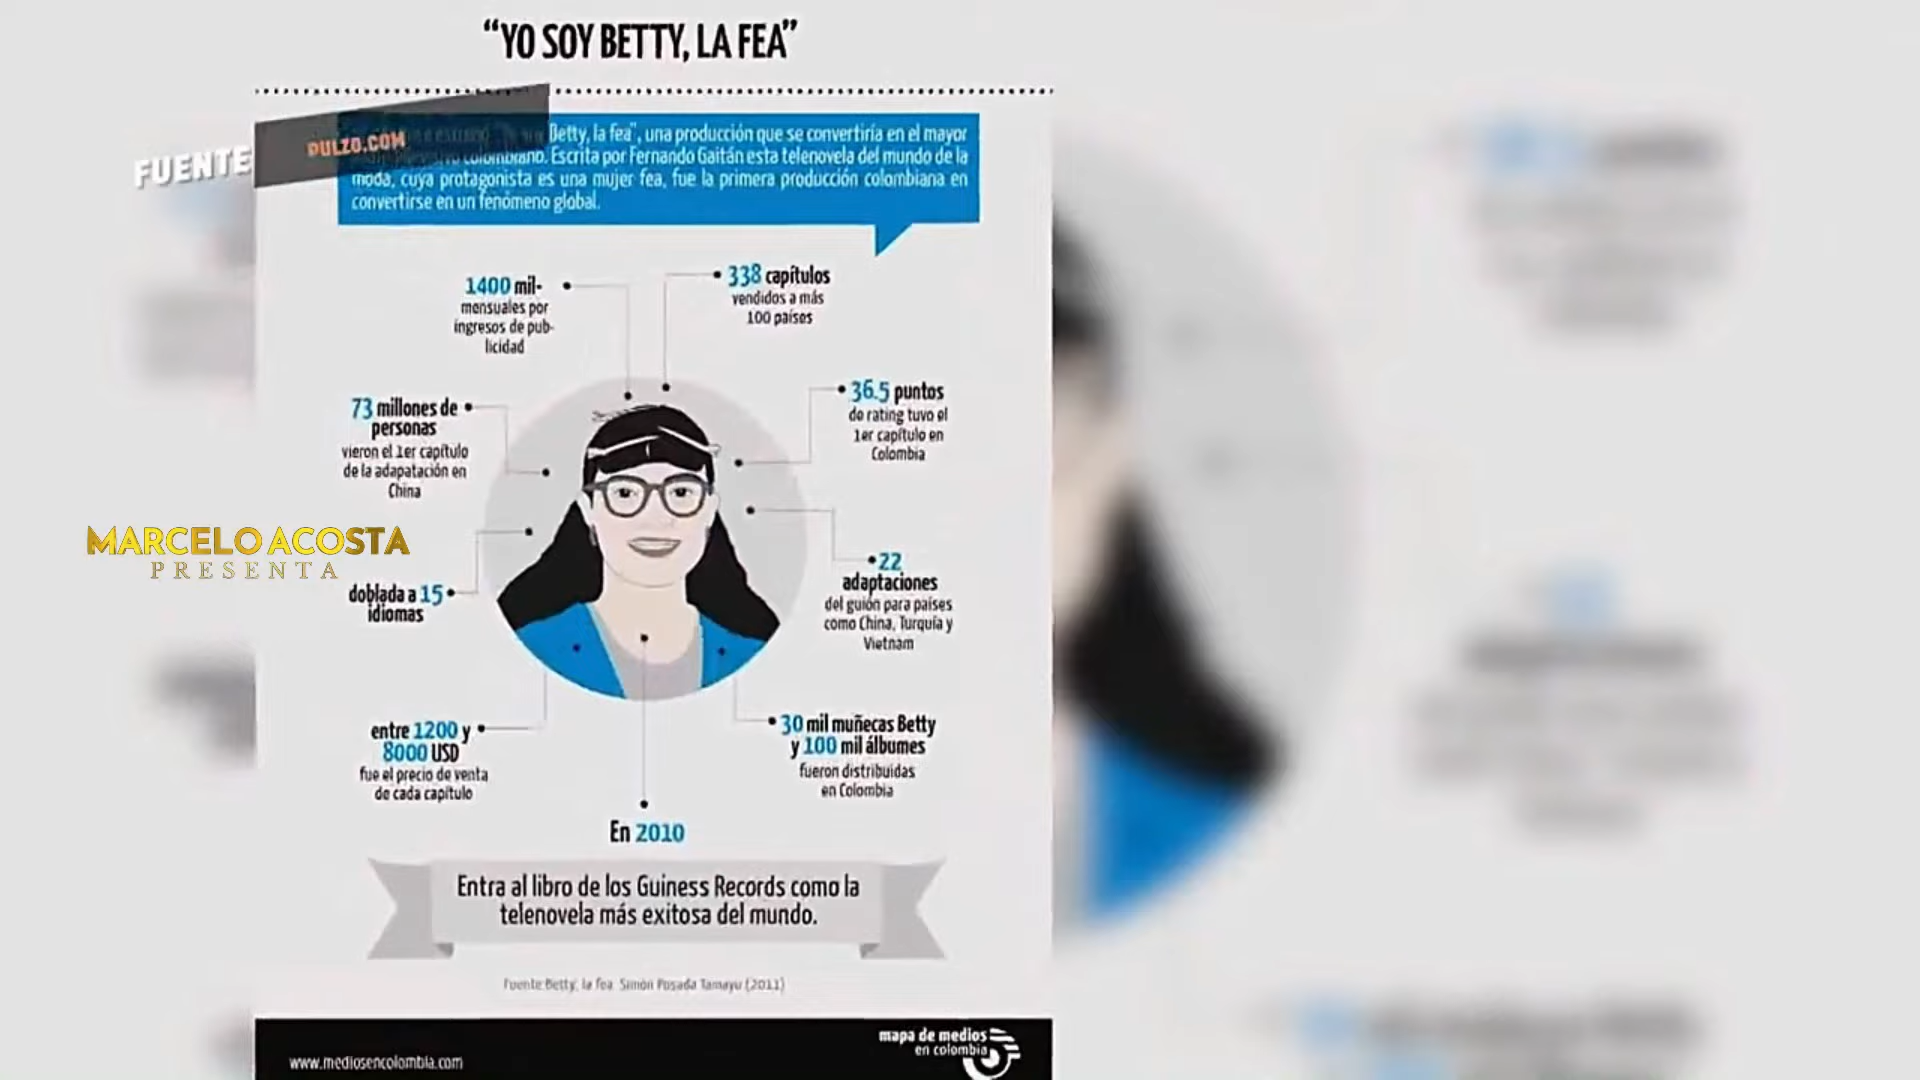 “YO SOY BETTY, LA FEA”
FUENTE
PULZO.COM
Betty, la fea", una producción que se convertiría en el mayor
colombiano. Escrita por Fernando Gaitán esta telenovela del mundo de la
moda, cuya protagonista es una mujer fea, fue la primera producción colombiana en
convertirse en un fenómeno global.
1400 mil-
mensuales por
ingresos de pub-
licidad
338 capítulos
vendidos a más
100 países
73 millones de
personas
vieron el 1er capítulo
de la adapatación en
China
36.5 puntos
de rating tuvo el
1er capítulo en
Colombia
MARCELO ACOSTA
PRESENTA
doblada a 15
idiomas
22
adaptaciones
del guión para países
como China, Turquía y
Vietnam
entre 1200 y
8000 USD
fue el precio de venta
de cada capítulo
30 mil muñecas Betty
y 100 mil álbumes
fueron distribuidas
en Colombia
En 2010
Entra al libro de los Guiness Records como la
telenovela más exitosa del mundo.
Fuente: Betty, la fea. Simón Posada Tamayo (2011)
www.mediosencolombia.com
mapa de medios
en colombia